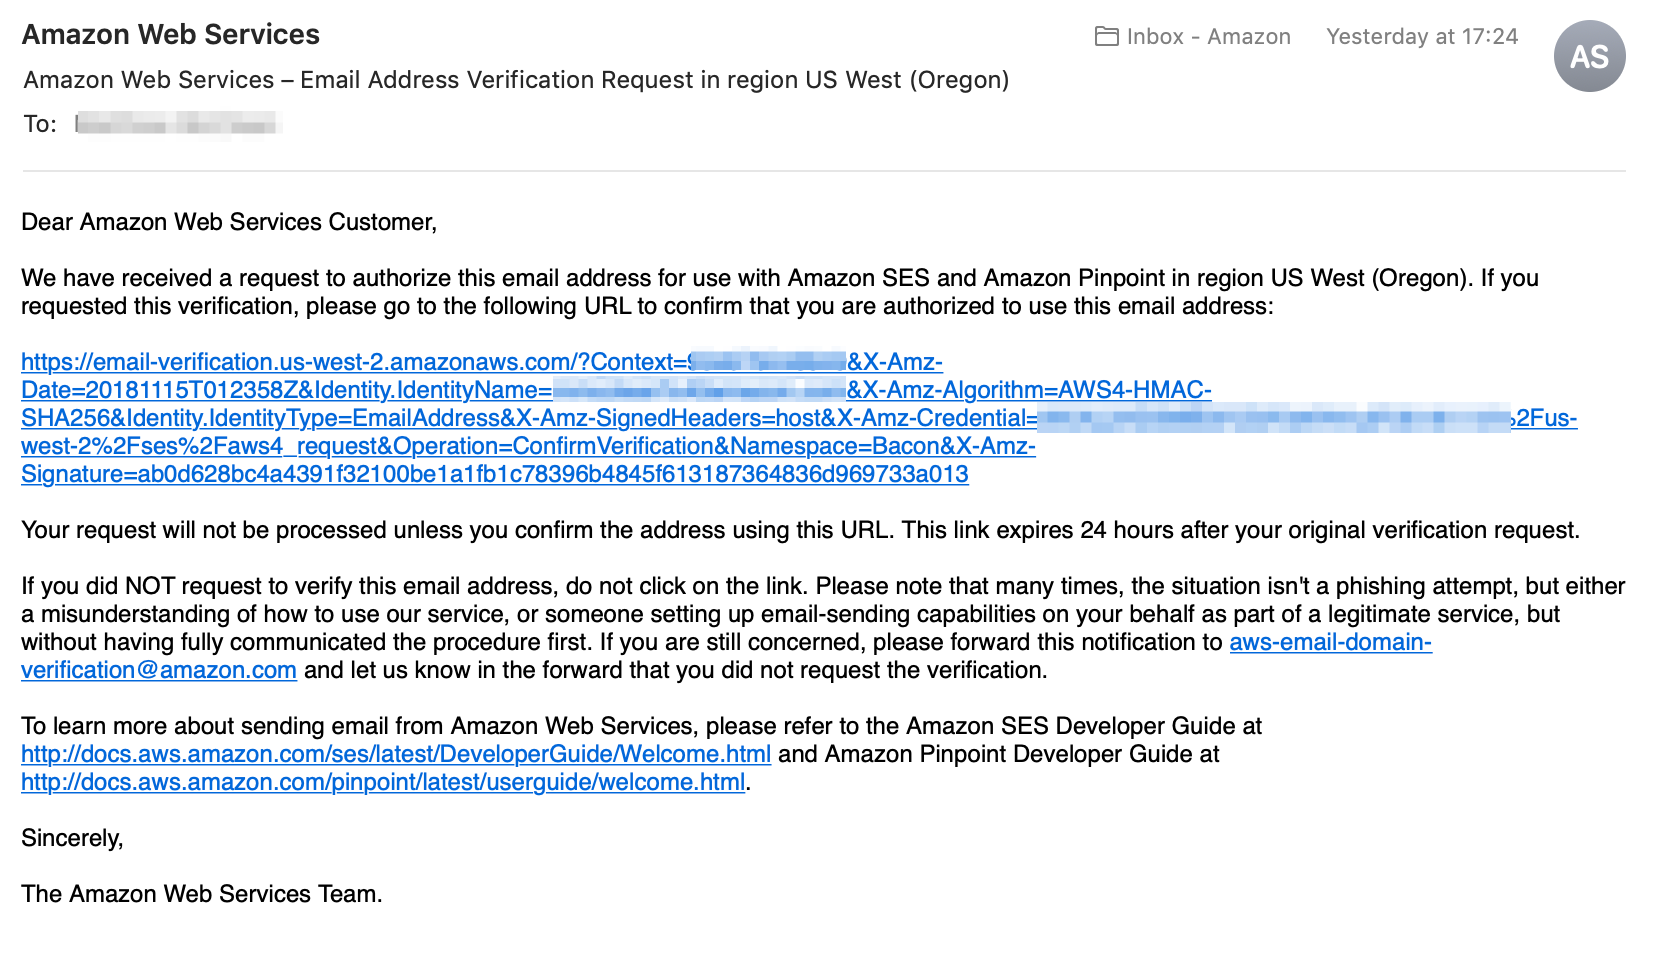 Amazon Web Services
Inbox - Amazon
Yesterday at 17:24
AS
Amazon Web Services – Email Address Verification Request in region US West (Oregon)
To:
Dear Amazon Web Services Customer,
We have received a request to authorize this email address for use with Amazon SES and Amazon Pinpoint in region US West (Oregon). If you
requested this verification, please go to the following URL to confirm that you are authorized to use this email address:
https://email-verification.us-west-2.amazonaws.com/?Context=9 &X-Amz-
Date=20181115T012358Z&Identity.IdentityName= &X-Amz-Algorithm=AWS4-HMAC-
SHA256&Identity.IdentityType=EmailAddress&X-Amz-SignedHeaders=host&X-Amz-Credential= 2Fus-
west-2%2Fses%2Faws4_request&Operation=ConfirmVerification&Namespace=Bacon&X-Amz-
Signature=ab0d628bc4a4391f32100be1a1fb1c78396b4845f613187364836d969733a013
Your request will not be processed unless you confirm the address using this URL. This link expires 24 hours after your original verification request.
If you did NOT request to verify this email address, do not click on the link. Please note that many times, the situation isn't a phishing attempt, but either
a misunderstanding of how to use our service, or someone setting up email-sending capabilities on your behalf as part of a legitimate service, but
without having fully communicated the procedure first. If you are still concerned, please forward this notification to aws-email-domain-
verification@amazon.com and let us know in the forward that you did not request the verification.
To learn more about sending email from Amazon Web Services, please refer to the Amazon SES Developer Guide at
http://docs.aws.amazon.com/ses/latest/DeveloperGuide/Welcome.html and Amazon Pinpoint Developer Guide at
http://docs.aws.amazon.com/pinpoint/latest/userguide/welcome.html.
Sincerely,
The Amazon Web Services Team.